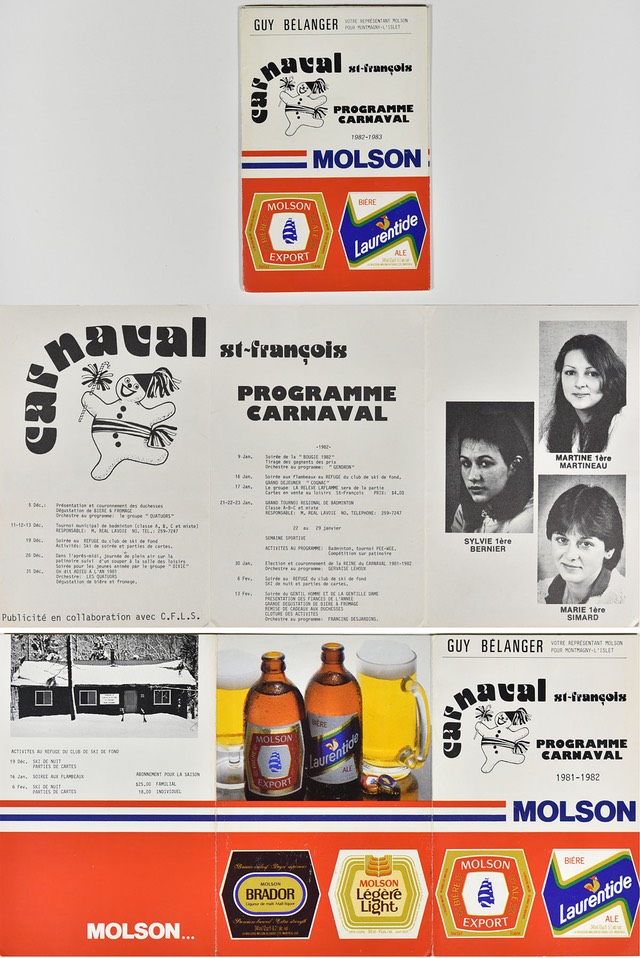 GUY BÉLANGER
VOTRE REPRÉSENTANT MOLSON
POUR MONTMAGNY-L'ISLET
carnaval st-françois
PROGRAMME
CARNAVAL
1982-1983
MOLSON
MOLSON
BIÈRE
ALE
EXPORT
BIÈRE
Laurentide
ALE
carnaval st-françois
PROGRAMME
CARNAVAL
8 Déc.: Présentation et couronnement des duchesses
Dégustation de BIERE & FROMAGE
Orchestre au programme: le groupe "QUATUORS"
11-12-13 Déc. Tournoi municipal de badminton (classe A, B, C et mixte)
RESPONSABLE: M. REAL LAVOIE NO. TEL.: 259-7247
19 Déc. Soirée au REFUGE du club de ski de fond
Activités: Ski de soirée et parties de cartes.
26 Déc. Dans l'après-midi, journée de plein air sur la
patinoire suivi d'un souper à la salle des loisirs
Soirée pour les jeunes animée par le groupe "DIXIE"
31 Déc. On dit ADIEU A L'AN 1981
Orchestre: LES QUATUORS
Dégustation de bière et fromage.
Publicité en collaboration avec C.F.L.S.
-1982-
9 Jan. Soirée de la "BOUGIE 1982"
Tirage des gagnants des prix
Orchestre au programme: "GENDRON"
16 Jan. Soirée aux flambeaux au REFUGE du club de ski de fond.
GRAND DEJEUNER "COGNAC"
17 Jan. Le groupe LA RELEVE LAFLAMME sera de la partie
Cartes en vente au loisirs St-François PRIX: $4.00
21-22-23 Jan. GRAND TOURNOI REGIONAL DE BADMINTON
Classe A-B-C et mixte
RESPONSABLE: M. REAL LAVOIE NO. TELEPHONE: 259-7247
22 au 29 janvier
SEMAINE SPORTIVE
ACTIVITES AU PROGRAMME: Badminton, tournoi PEE-WEE,
Compétition sur patinoire
30 Jan. Election et couronnement de la REINE DU CARNAVAL 1981-1982
Orchestre au programme: GERVAISE LEHOUX
6 Fev. Soirée au REFUGE du club de ski de fond
Ski de nuit et parties de cartes.
13 Fev. Soirée du GENTIL HOMME ET DE LA GENTILLE DAME
PRESENTATION DES FIANCES DE L'ANNEE
GRANDE DEGUSTATION DE BIERE & FROMAGE
REMISE DE CADEAUX AUX DUCHESSES
CLOTURE DES ACTIVITES
Orchestre au programme: FRANCINE DESJARDINS.
MARTINE 1ère
MARTINEAU
SYLVIE 1ère
BERNIER
MARIE 1ère
SIMARD
ACTIVITES AU REFUGE DU CLUB DE SKI DE FOND
19 Déc. SKI DE NUIT
PARTIES DE CARTES
16 Jan. SOIREE AUX FLAMBEAUX
6 Fev. SKI DE NUIT
PARTIES DE CARTES
ABONNEMENT POUR LA SAISON
$25.00 FAMILIAL
18.00 INDIVIDUEL
MOLSON
EXPORT
BIÈRE
Laurentide
ALE
GUY BÉLANGER
VOTRE REPRÉSENTANT MOLSON
POUR MONTMAGNY-L'ISLET
carnaval st-françois
PROGRAMME
CARNAVAL
1981-1982
MOLSON
MOLSON...
MOLSON
BRADOR
MOLSON
Légère
Light
MOLSON
BIÈRE
ALE
EXPORT
BIÈRE
Laurentide
ALE